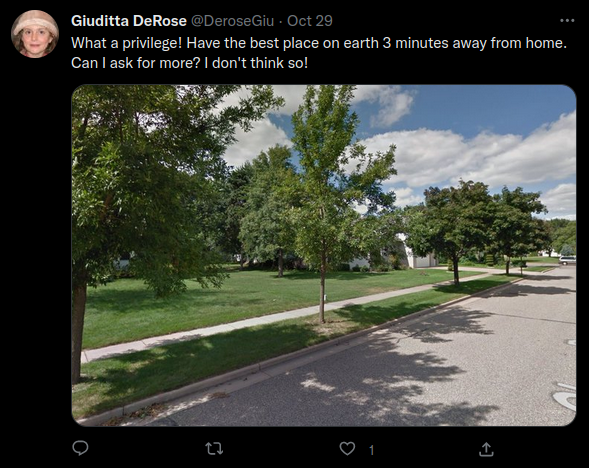 Giuditta DeRose @DeroseGiu · Oct 29
What a privilege! Have the best place on earth 3 minutes away from home.
Can I ask for more? I don't think so!
1